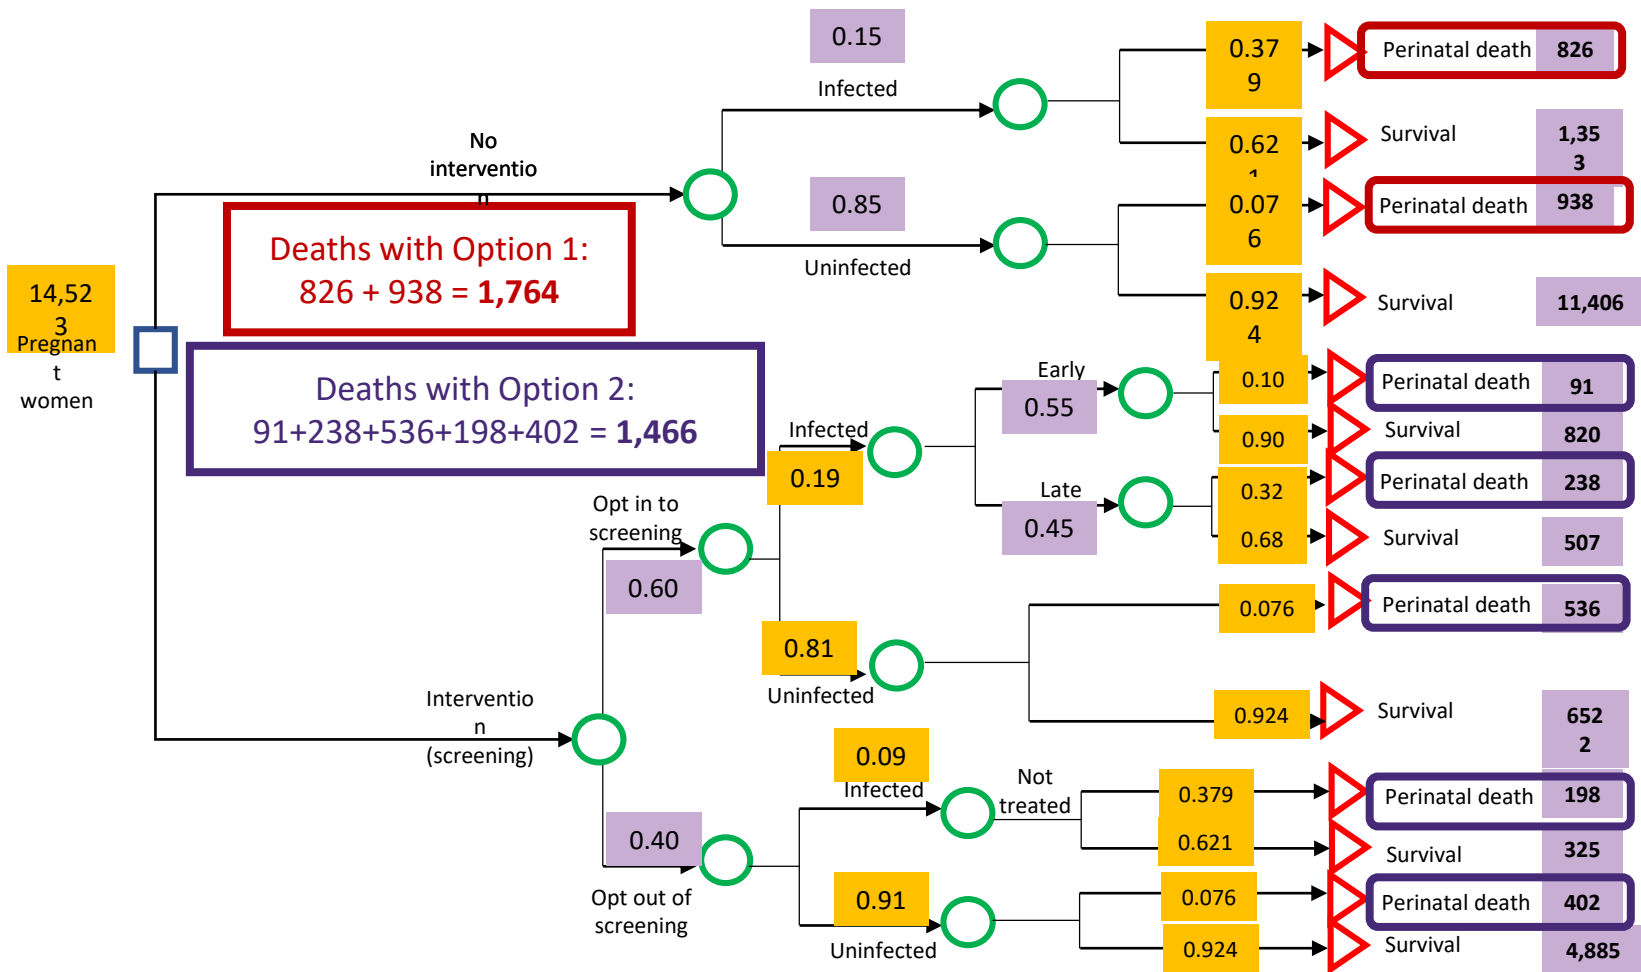 0.15
Infected
0.37
9
Perinatal death 826
0.62
1
Survival 1,35
3
No
interventio
n
0.85
Uninfected
0.07
6
Perinatal death 938
0.92
4
Survival 11,406
Deaths with Option 1:
826 + 938 = 1,764
14,52
3
Pregnan
t
women
Deaths with Option 2:
91+238+536+198+402 = 1,466
Early
0.55
0.10
Perinatal death 91
0.90
Survival 820
Infected
0.19
Late
0.45
0.32
Perinatal death 238
0.68
Survival 507
Opt in to
screening
0.60
0.81
Uninfected
0.076
Perinatal death 536
0.924
Survival 652
2
Interventio
n
(screening)
0.09
Infected
Not
treated
0.379
Perinatal death 198
0.621
Survival 325
0.40
Opt out of
screening
0.91
Uninfected
0.076
Perinatal death 402
0.924
Survival 4,885